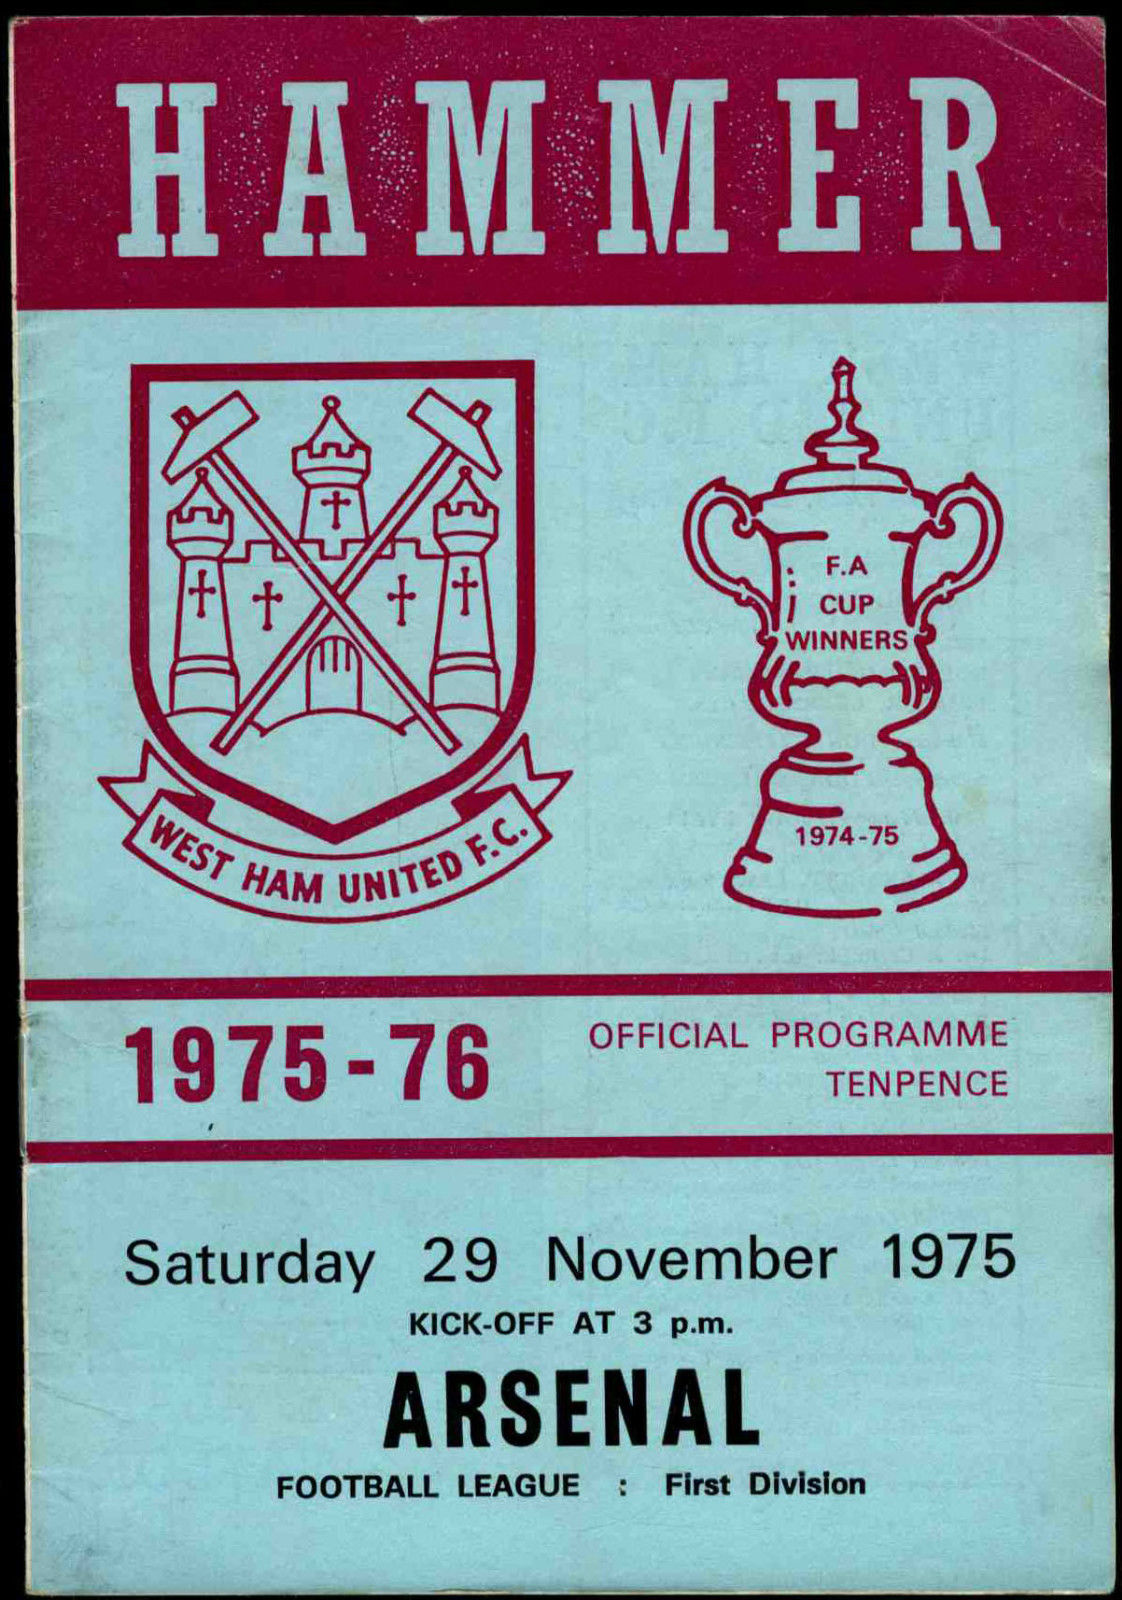 HAMMER
F.A
CUP
WINNERS
1974-75
WEST HAM UNITED F.C.
1975-76
OFFICIAL PROGRAMME
TENPENCE
Saturday 29 November 1975
KICK-OFF AT 3 p.m.
ARSENAL
FOOTBALL LEAGUE : First Division